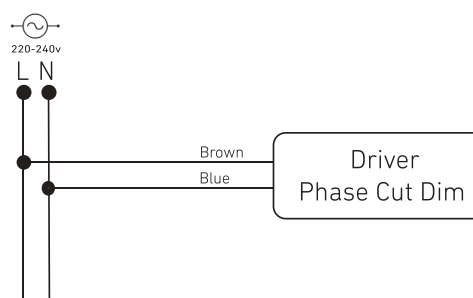 220-240v
L N
Brown
Blue
Driver
Phase Cut Dim